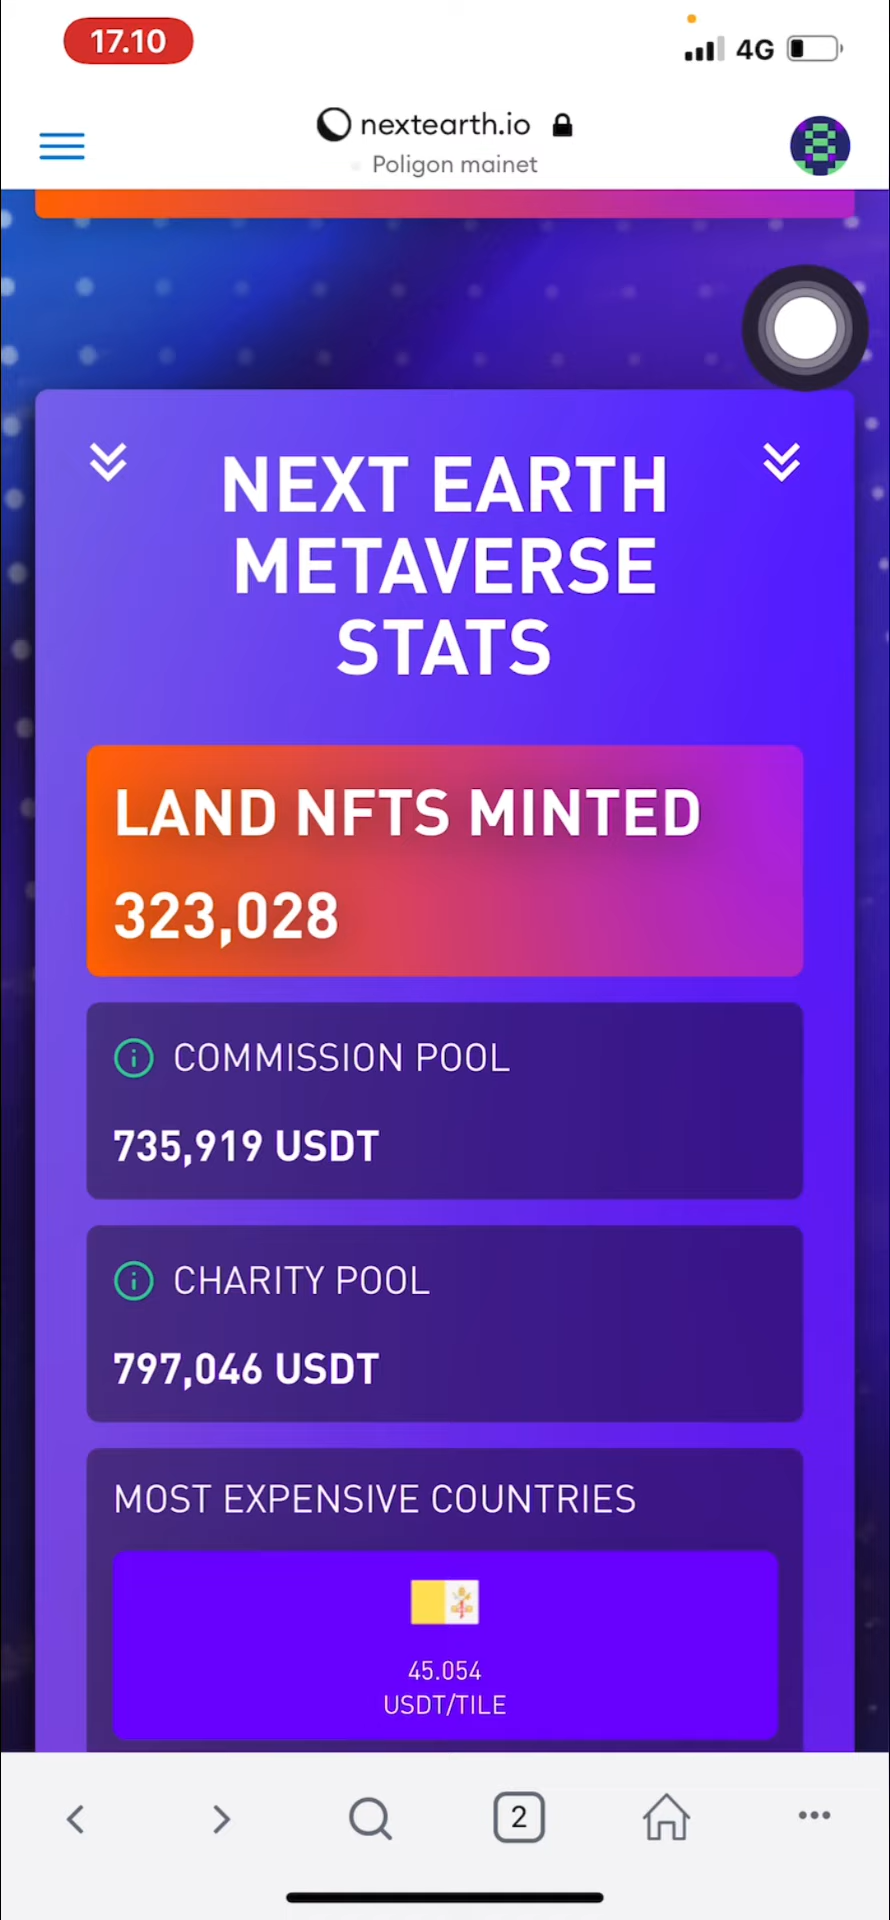 17.10
4G
nextearth.io
Poligon mainet
NEXT EARTH
METAVERSE
STATS
LAND NFTS MINTED
323,028
COMMISSION POOL
735,919 USDT
CHARITY POOL
797,046 USDT
MOST EXPENSIVE COUNTRIES
45.054
USDT/TILE
2